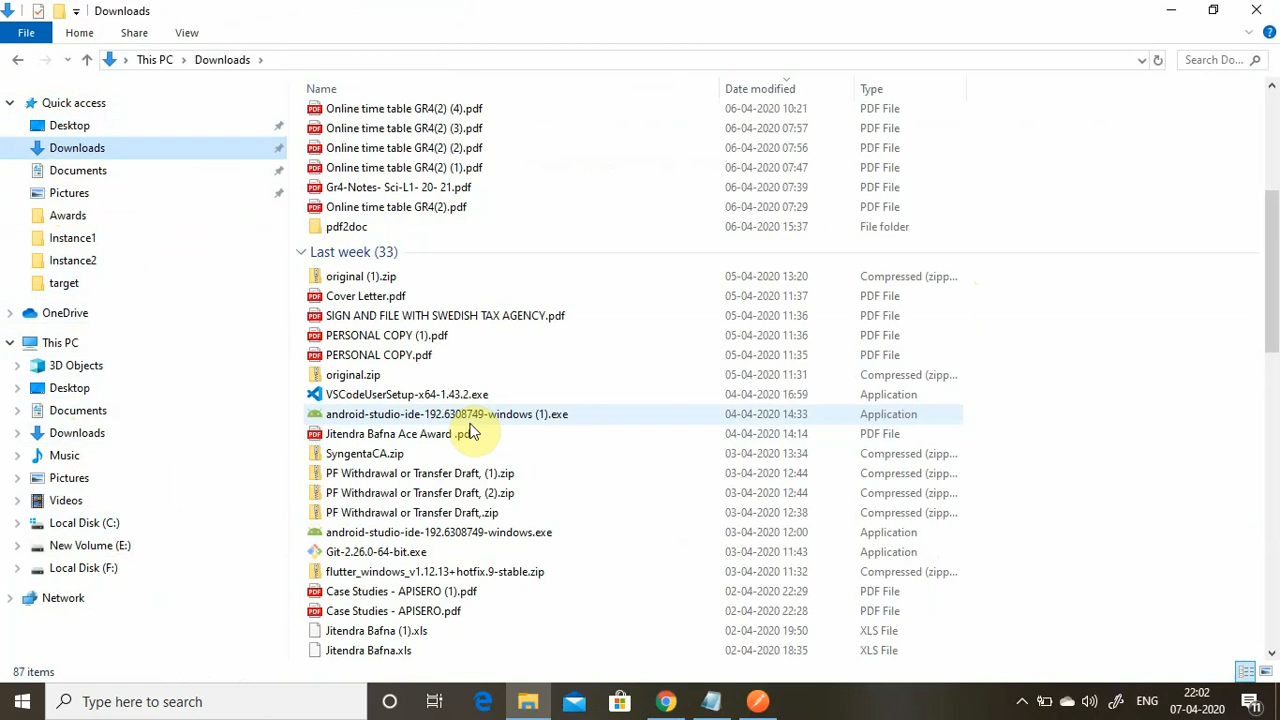 Downloads
File Home Share View
This PC Downloads Search Do...
Name Date modified Type
Quick access
Desktop
Downloads
Documents
Pictures
Awards
Instance1
Instance2
target
OneDrive
This PC
3D Objects
Desktop
Documents
Downloads
Music
Pictures
Videos
Local Disk (C:)
New Volume (E:)
Local Disk (F:)
Network
Online time table GR4(2) (4).pdf 06-04-2020 10:21 PDF File
Online time table GR4(2) (3).pdf 06-04-2020 07:57 PDF File
Online time table GR4(2) (2).pdf 06-04-2020 07:56 PDF File
Online time table GR4(2) (1).pdf 06-04-2020 07:47 PDF File
Gr4-Notes- Sci-L1- 20- 21.pdf 06-04-2020 07:39 PDF File
Online time table GR4(2).pdf 06-04-2020 07:29 PDF File
pdf2doc 06-04-2020 15:37 File folder
Last week (33)
original (1).zip 05-04-2020 13:20 Compressed (zipp...
Cover Letter.pdf 05-04-2020 11:37 PDF File
SIGN AND FILE WITH SWEDISH TAX AGENCY.pdf 05-04-2020 11:36 PDF File
PERSONAL COPY (1).pdf 05-04-2020 11:36 PDF File
PERSONAL COPY.pdf 05-04-2020 11:35 PDF File
original.zip 05-04-2020 11:31 Compressed (zipp...
VSCodeUserSetup-x64-1.43.2.exe 04-04-2020 16:59 Application
android-studio-ide-192.6308749-windows (1).exe 04-04-2020 14:33 Application
Jitendra Bafna Ace Award .pdf 04-04-2020 14:14 PDF File
SyngentaCA.zip 03-04-2020 13:34 Compressed (zipp...
PF Withdrawal or Transfer Draft, (1).zip 03-04-2020 12:44 Compressed (zipp...
PF Withdrawal or Transfer Draft, (2).zip 03-04-2020 12:44 Compressed (zipp...
PF Withdrawal or Transfer Draft,.zip 03-04-2020 12:38 Compressed (zipp...
android-studio-ide-192.6308749-windows.exe 03-04-2020 12:00 Application
Git-2.26.0-64-bit.exe 03-04-2020 11:43 Application
flutter_windows_v1.12.13+hotfix.9-stable.zip 03-04-2020 11:32 Compressed (zipp...
Case Studies - APISERO (1).pdf 02-04-2020 22:29 PDF File
Case Studies - APISERO.pdf 02-04-2020 22:28 PDF File
Jitendra Bafna (1).xls 02-04-2020 19:50 XLS File
Jitendra Bafna.xls 02-04-2020 18:35 XLS File
87 items
Type here to search
ENG
22:02
07-04-2020
11